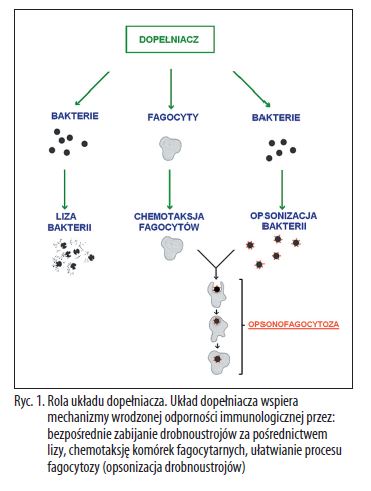 DOPEŁNIACZ
BAKTERIE
FAGOCYTY
BAKTERIE
LIZA
BAKTERII
CHEMOTAKSJA
FAGOCYTÓW
OPSONIZACJA
BAKTERII
OPSONOFAGOCYTOZA
Ryc. 1. Rola układu dopełniacza. Układ dopełniacza wspiera
mechanizmy wrodzonej odporności immunologicznej przez:
bezpośrednie zabijanie drobnoustrojów za pośrednictwem
lizy, chemotaksję komórek fagocytarnych, ułatwianie procesu
fagocytozy (opsonizacja drobnoustrojów)